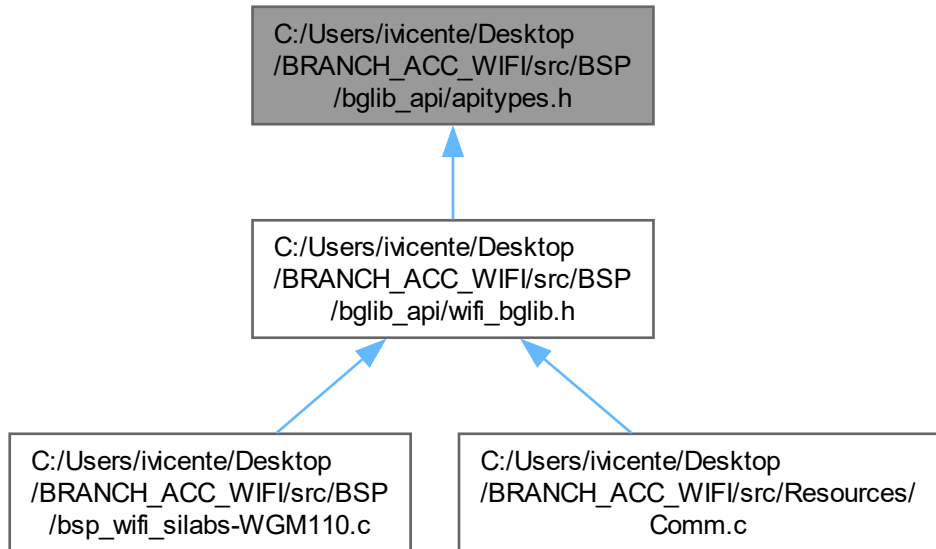 C:/Users/ivicente/Desktop
/BRANCH_ACC_WIFI/src/BSP
/bglib_api/apitypes.h
C:/Users/ivicente/Desktop
/BRANCH_ACC_WIFI/src/BSP
/bglib_api/wifi_bglib.h
C:/Users/ivicente/Desktop
/BRANCH_ACC_WIFI/src/BSP
/bsp_wifi_silabs-WGM110.c
C:/Users/ivicente/Desktop
/BRANCH_ACC_WIFI/src/Resources/
Comm.c